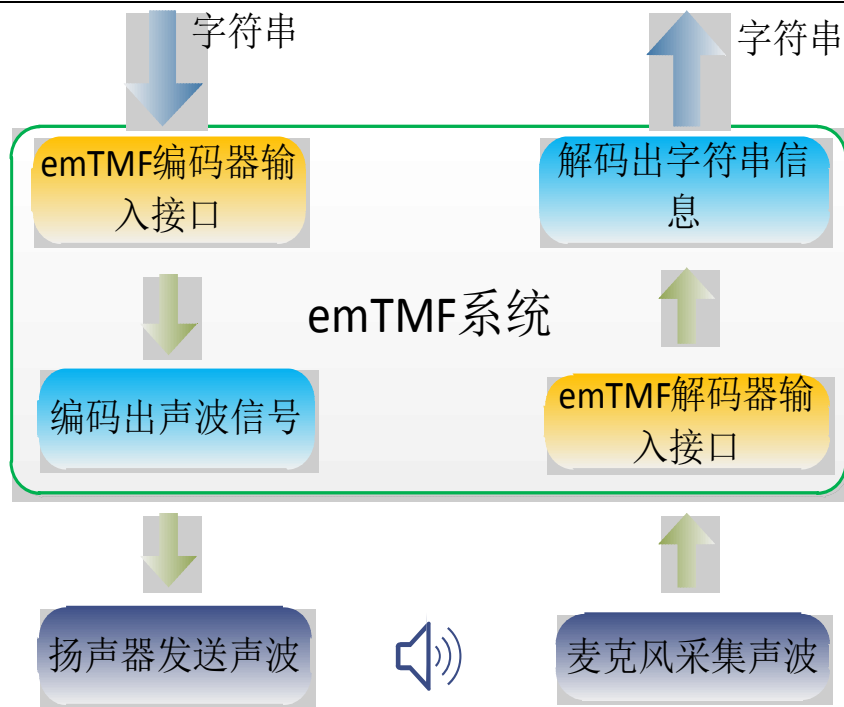 字符串
字符串
emTMF编码器输
入接口
解码出字符串信
息
emTMF系统
编码出声波信号
emTMF解码器输
入接口
扬声器发送声波
麦克风采集声波